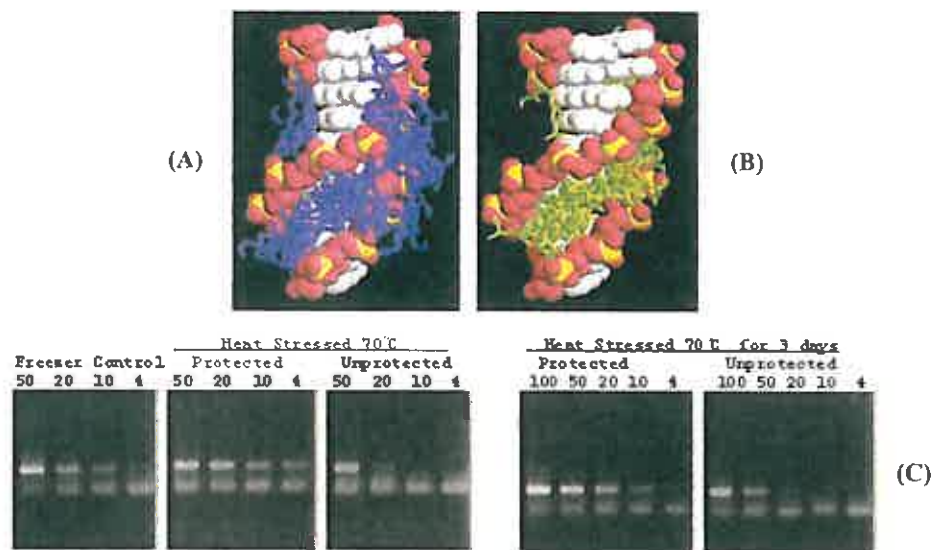 (A)
(B)
Heat Stressed 70°C
Freezer Control Protected Unprotected
50 20 10 4 50 20 10 4 50 20 10 4
Heat Stressed 70°C for 3 days
Protected Unprotected
100 50 20 10 4 100 50 20 10 4
(C)